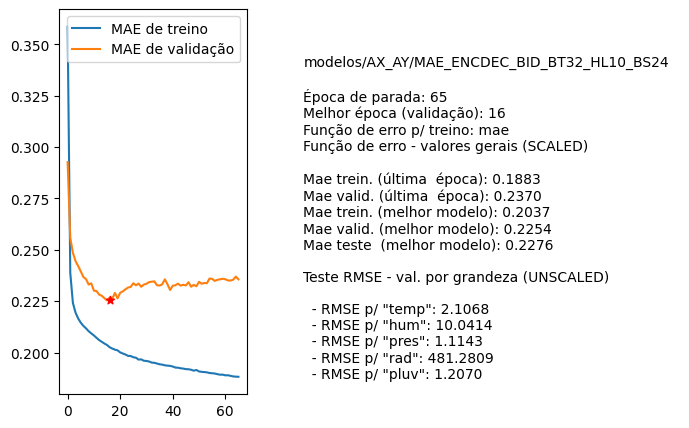 MAE de treino
MAE de validação
0.350
0.325
0.300
0.275
0.250
0.225
0.200
0
20
40
60
modelos/AX_AY/MAE_ENCDEC_BID_BT32_HL10_BS24
Época de parada: 65
Melhor época (validação): 16
Função de erro p/ treino: mae
Função de erro - valores gerais (SCALED)
Mae trein. (última  época): 0.1883
Mae valid. (última  época): 0.2370
Mae trein. (melhor modelo): 0.2037
Mae valid. (melhor modelo): 0.2254
Mae teste  (melhor modelo): 0.2276
Teste RMSE - val. por grandeza (UNSCALED)
- RMSE p/ "temp": 2.1068
- RMSE p/ "hum": 10.0414
- RMSE p/ "pres": 1.1143
- RMSE p/ "rad": 481.2809
- RMSE p/ "pluv": 1.2070